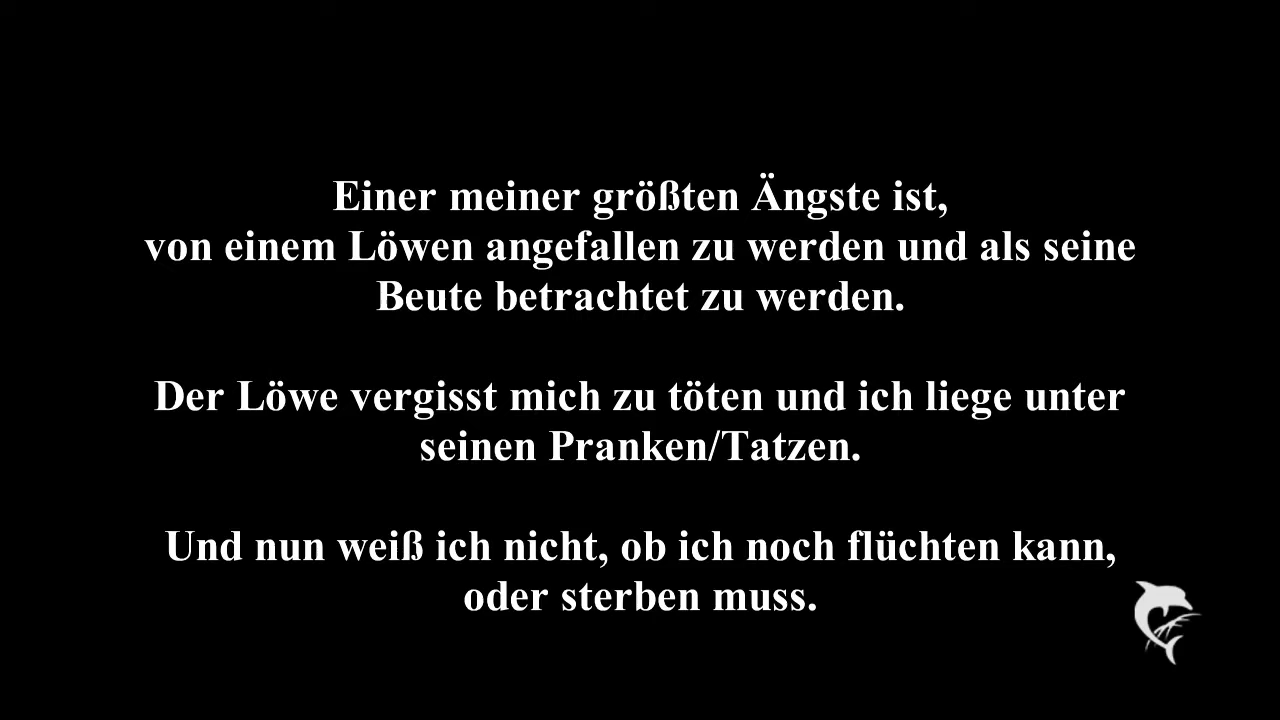 Einer meiner größten Ängste ist,
von einem Löwen angefallen zu werden und als seine
Beute betrachtet zu werden.
Der Löwe vergisst mich zu töten und ich liege unter
seinen Pranken/Tatzen.
Und nun weiß ich nicht, ob ich noch flüchten kann,
oder sterben muss.